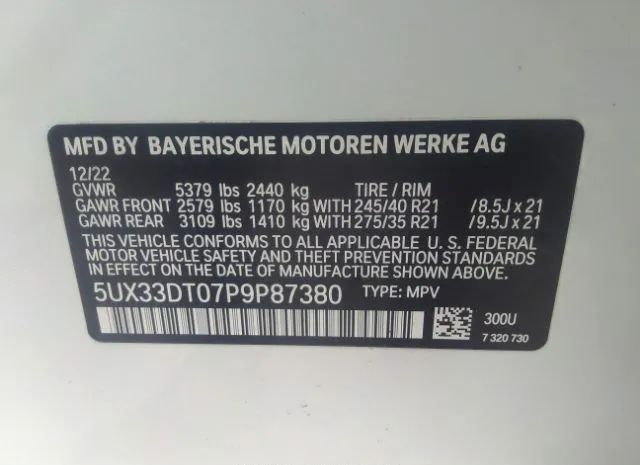 MFD BY BAYERISCHE MOTOREN WERKE AG
12/22
GVWR 5379 lbs 2440 kg TIRE / RIM
GAWR FRONT 2579 lbs 1170 kg WITH 245/40 R21 /8.5J x 21
GAWR REAR 3109 lbs 1410 kg WITH 275/35 R21 /9.5J x 21
THIS VEHICLE CONFORMS TO ALL APPLICABLE U. S. FEDERAL
MOTOR VEHICLE SAFETY AND THEFT PREVENTION
STANDARDS IN EFFECT ON THE DATE OF MANUFACTURE SHOWN ABOVE.
5UX33DT07P9P87380 TYPE: MPV
300U
7 320 730